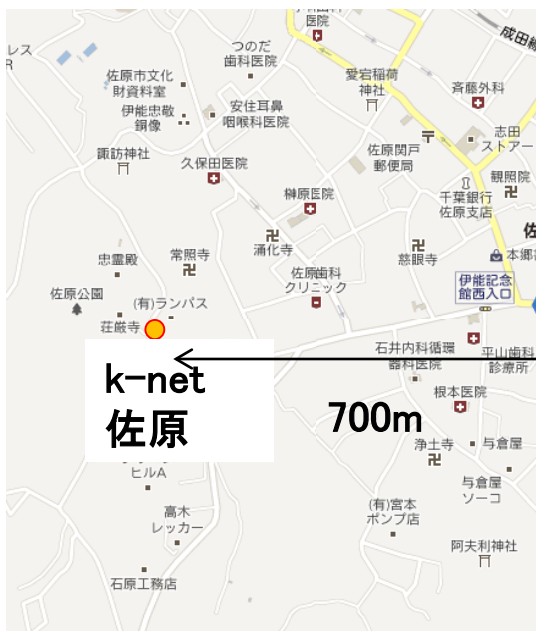 医院
成田線
レス
R
つのだ
歯科医院
佐原市文化
財資料室
愛宕稲荷
神社
斉藤外科
伊能忠敬
銅像
安住耳鼻
咽喉科医院
志田
ストアー
諏訪神社
久保田医院
佐原関戸
郵便局
観照院
榊原医院
千葉銀行
佐原支店
佐
忠霊殿
常照寺
涌化寺
慈眼寺
本郷
佐原歯科
クリニック
伊能記念
館西入口
佐原公園
(有)ランパス
荘厳寺
石井内科循環
器科医院
平山歯科
診療所
k-net
佐原
700m
根本医院
浄土寺
与倉屋
ビルA
与倉屋
ソーコ
高木
レッカー
(有)宮本
ポンプ店
阿夫利神社
石原工務店